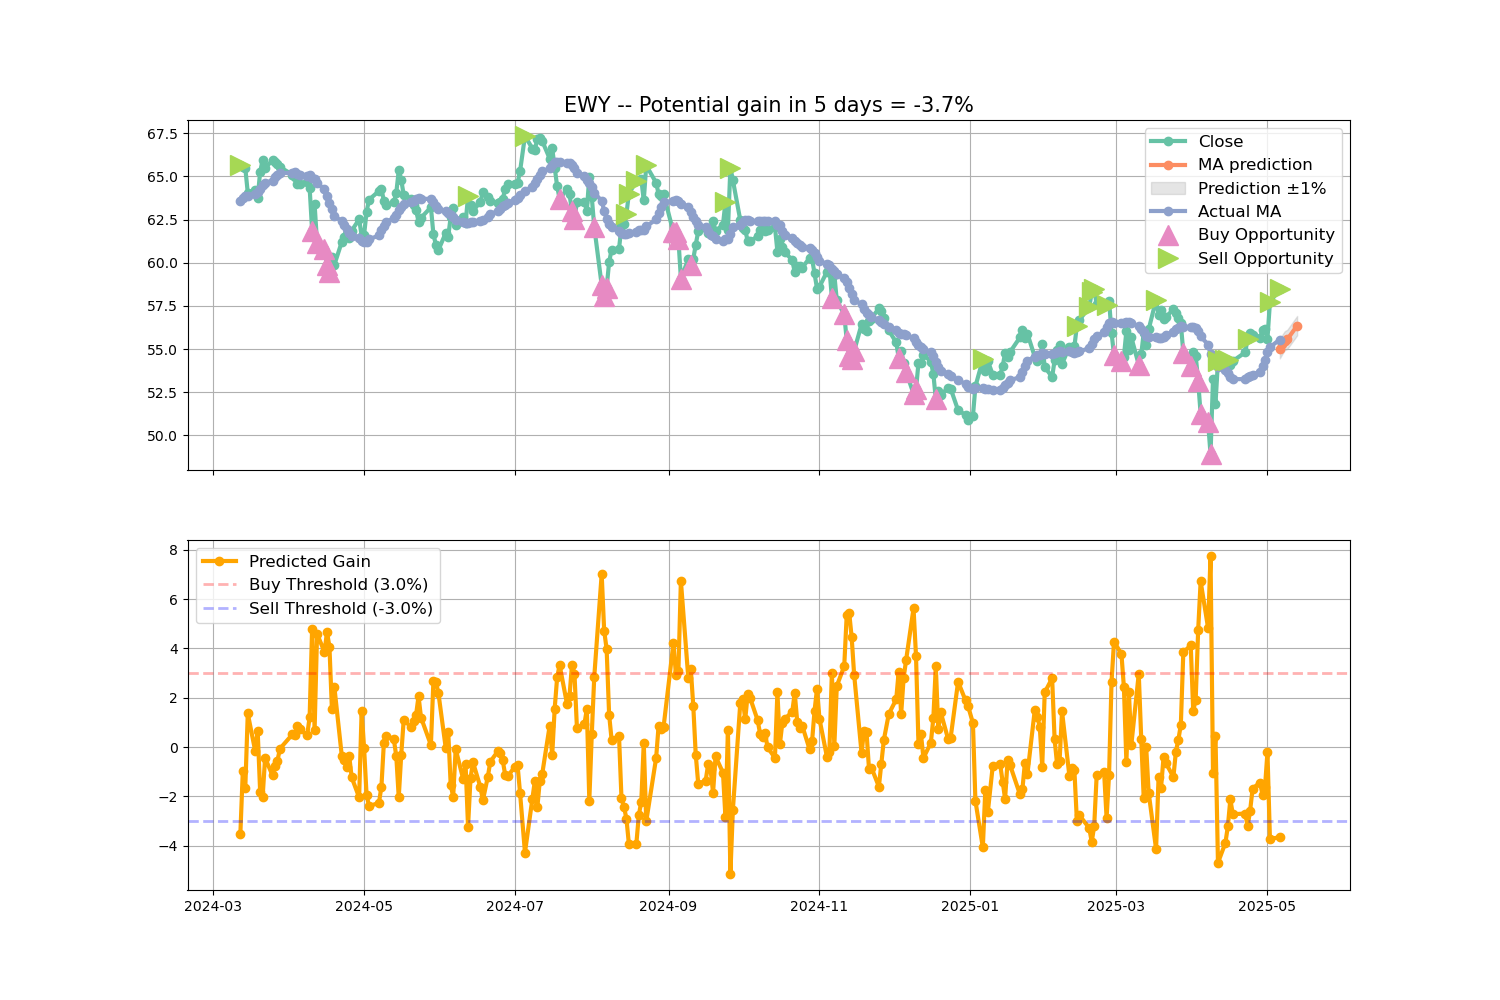 EWY -- Potential gain in 5 days = -3.7%
67.5
65.0
62.5
60.0
57.5
55.0
52.5
50.0
Close
MA prediction
Prediction ±1%
Actual MA
Buy Opportunity
Sell Opportunity
8
6
4
2
0
−2
−4
Predicted Gain
Buy Threshold (3.0%)
Sell Threshold (-3.0%)
2024-03
2024-05
2024-07
2024-09
2024-11
2025-01
2025-03
2025-05